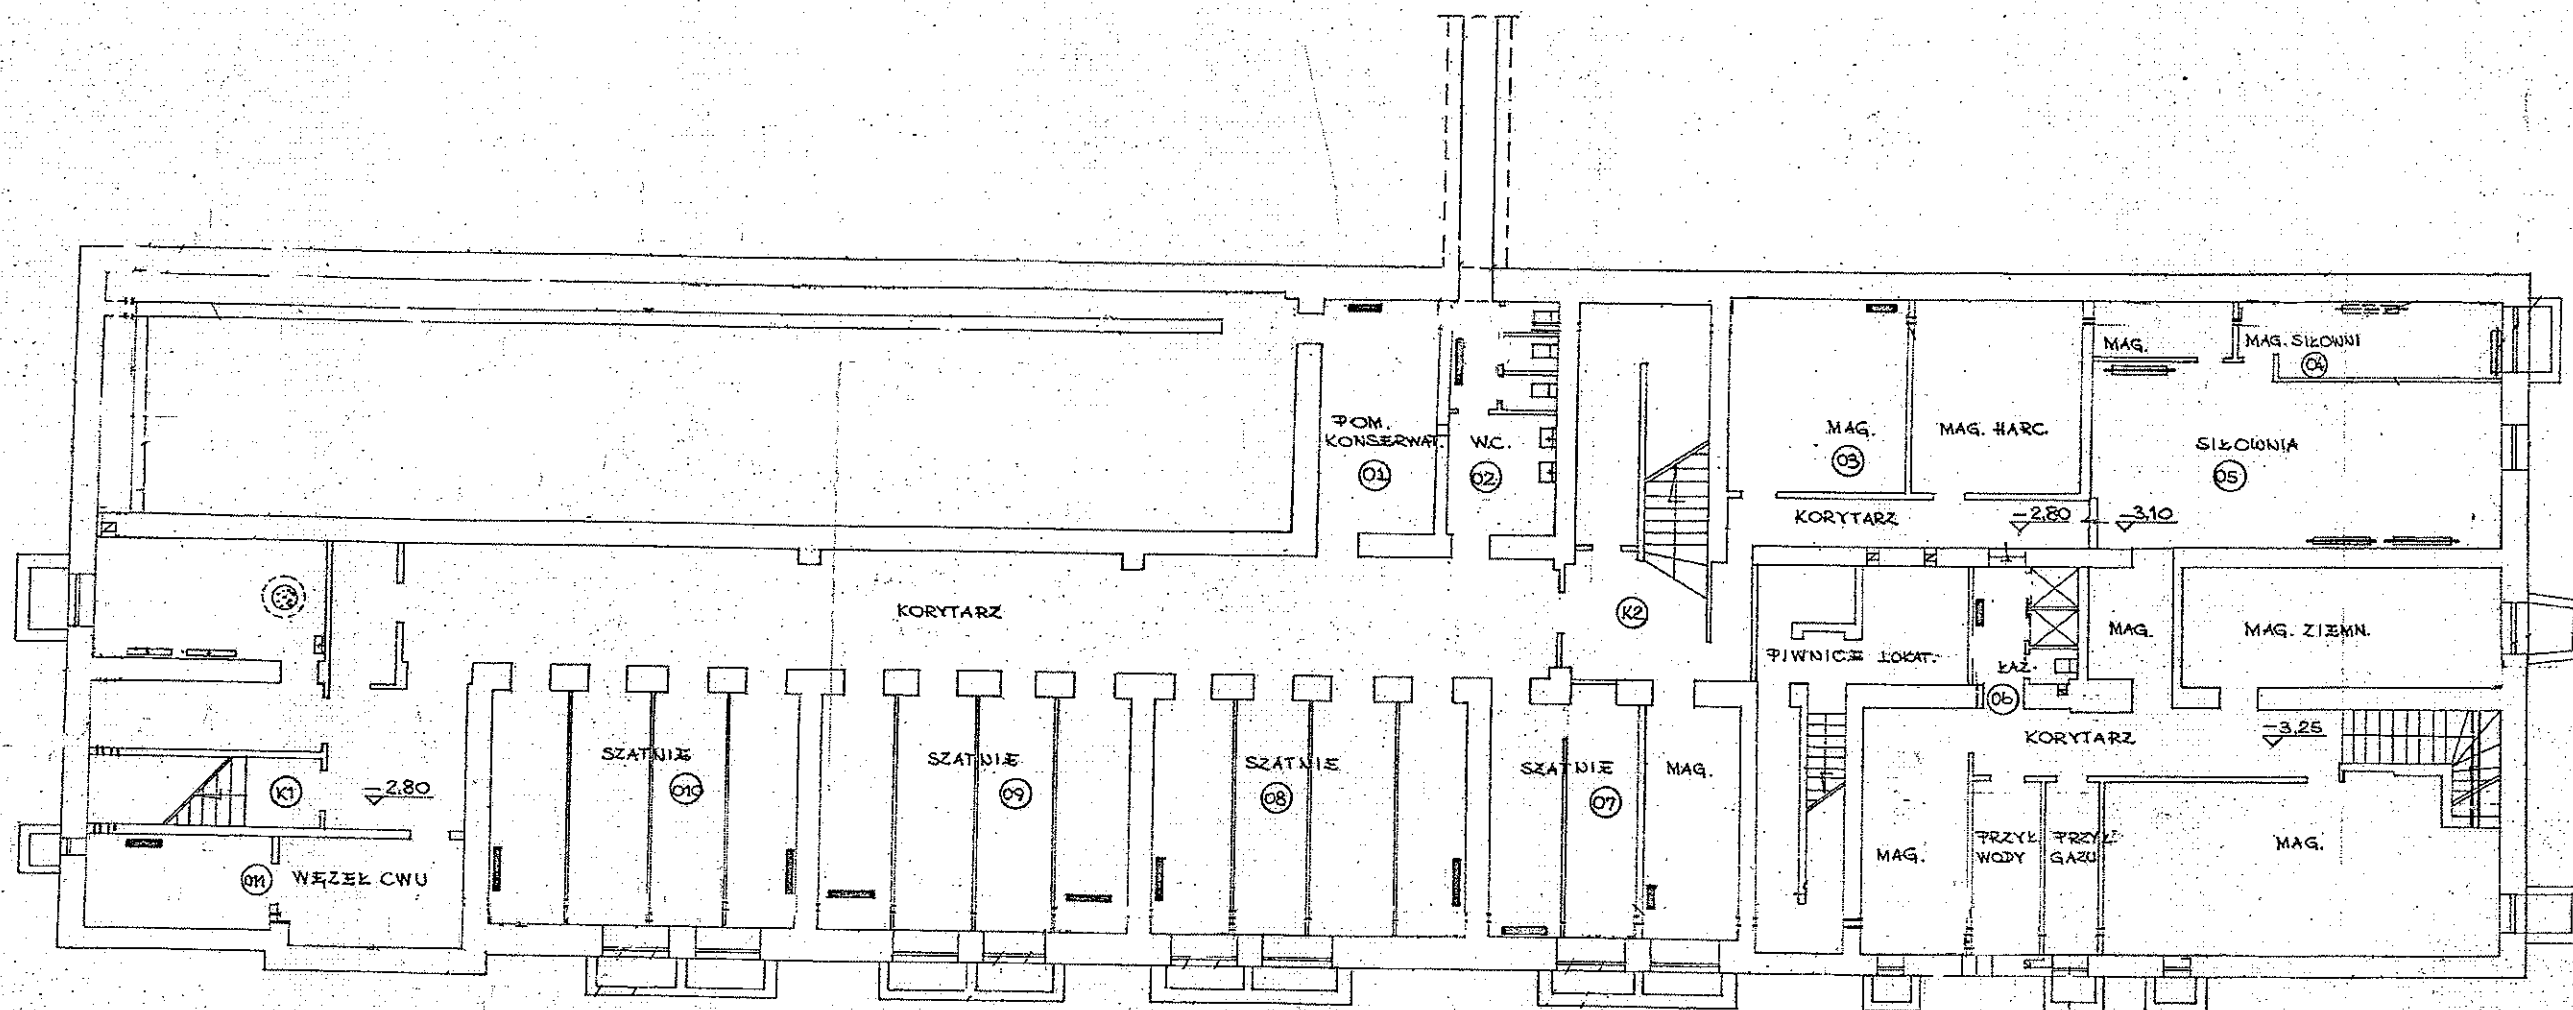 MAG.
MAG. SIŁOWNI
04
POM.
KONSERWAT.
01
W.C.
02
MAG.
03
MAG. HARC.
SIŁOWNIA
05
KORYTARZ
-2.80
-3.10
KORYTARZ
K2
PIWNICE LOKAT.
ŁAZ.
06
MAG.
MAG. ZIEMN.
KORYTARZ
-3,25
SZATNIE
010
SZATNIE
09
SZATNIE
08
SZATNIE
07
MAG.
K1
-2.80
011
WĘZEŁ CWU
MAG.
PRZYŁ.
WODY
PRZYŁ.
GAZU
MAG.